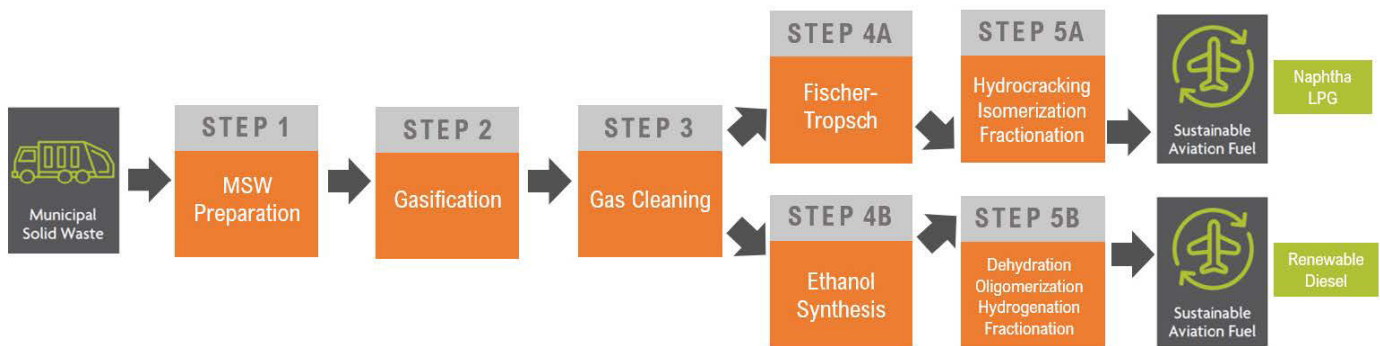 Municipal
Solid Waste
STEP 1
MSW
Preparation
STEP 2
Gasification
STEP 3
Gas Cleaning
STEP 4A
Fischer-
Tropsch
STEP 5A
Hydrocracking
Isomerization
Fractionation
Sustainable
Aviation Fuel
Naphtha
LPG
STEP 4B
Ethanol
Synthesis
STEP 5B
Dehydration
Oligomerization
Hydrogenation
Fractionation
Sustainable
Aviation Fuel
Renewable
Diesel